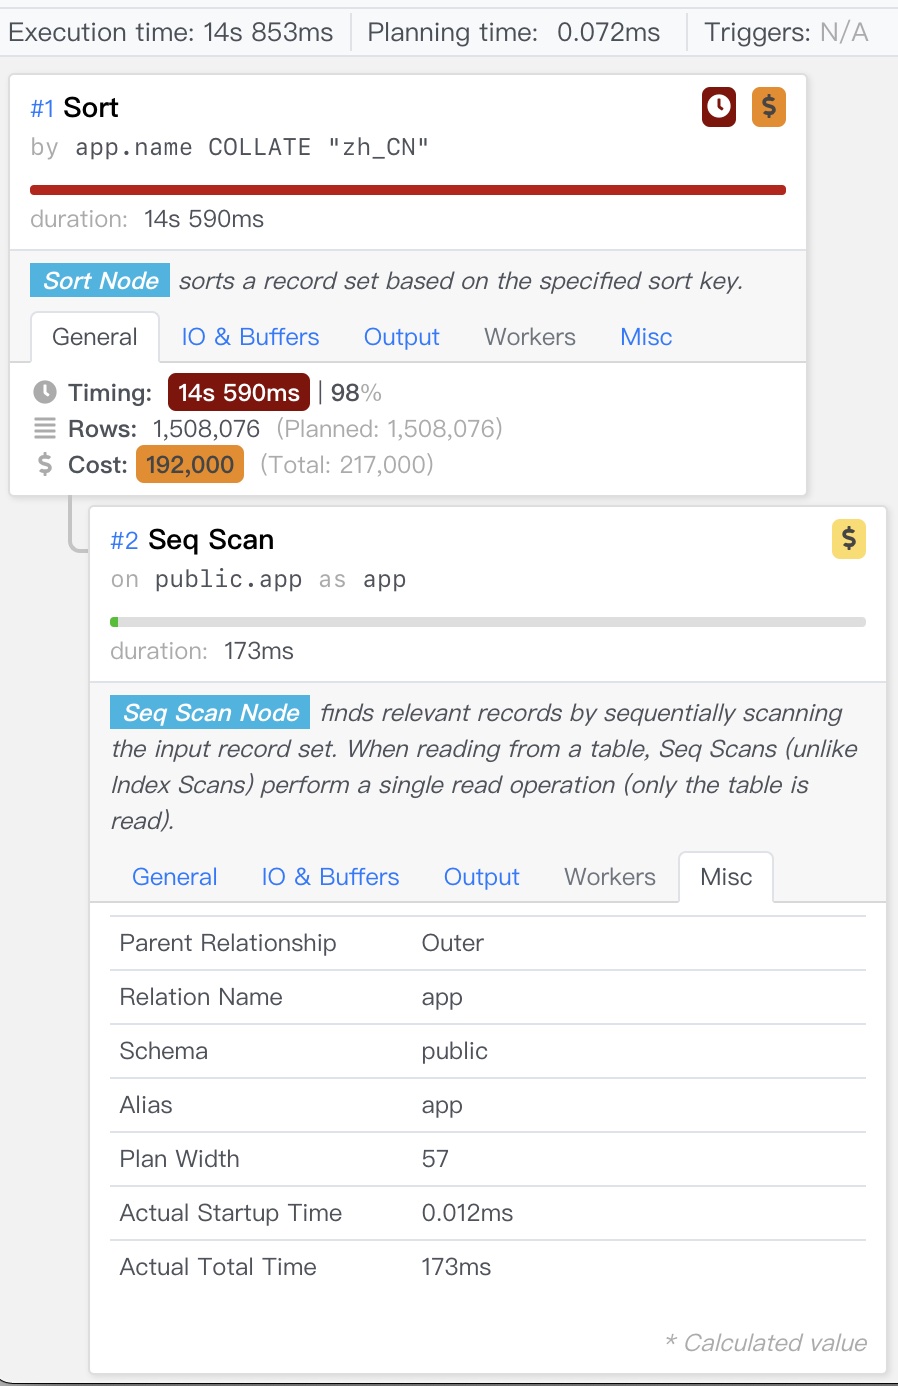 Execution time: 14s 853ms Planning time: 0.072ms Triggers: N/A
#1 Sort $
by app.name COLLATE "zh_CN"
duration: 14s 590ms
Sort Node sorts a record set based on the specified sort key.
General IO & Buffers Output Workers Misc
Timing: 14s 590ms | 98%
Rows: 1,508,076 (Planned: 1,508,076)
$ Cost: 192,000 (Total: 217,000)
#2 Seq Scan $
on public.app as app
duration: 173ms
Seq Scan Node finds relevant records by sequentially scanning
the input record set. When reading from a table, Seq Scans (unlike
Index Scans) perform a single read operation (only the table is
read).
General IO & Buffers Output Workers Misc
Parent Relationship Outer
Relation Name app
Schema public
Alias app
Plan Width 57
Actual Startup Time 0.012ms
Actual Total Time 173ms
* Calculated value